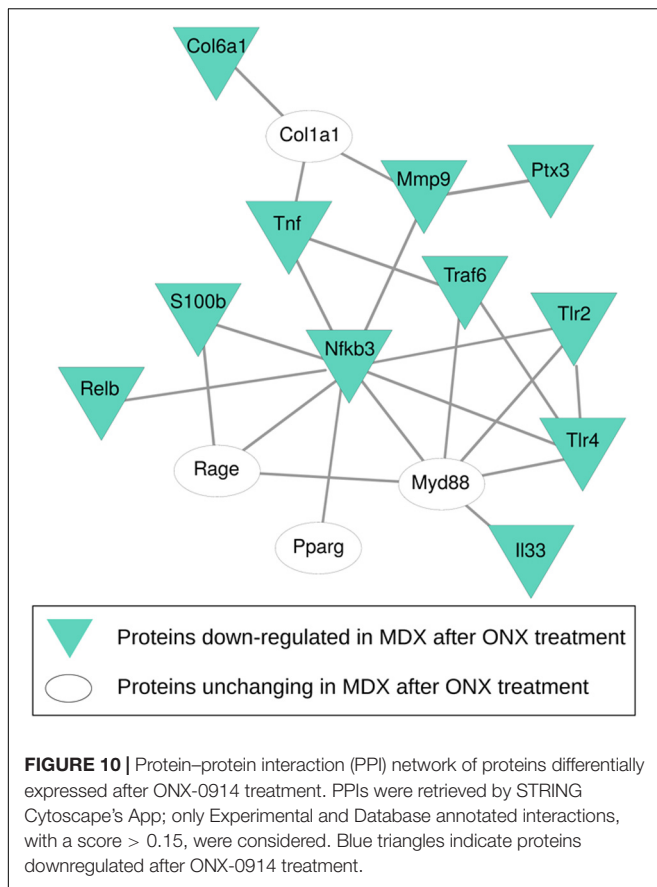 Col6a1
Col1a1
Mmp9
Ptx3
Tnf
Traf6
S100b
Tlr2
Nfkb3
Relb
Tlr4
Rage
Myd88
Pparg
Il33
Proteins down-regulated in MDX after ONX treatment
Proteins unchanging in MDX after ONX treatment
FIGURE 10 | Protein–protein interaction (PPI) network of proteins differentially
expressed after ONX-0914 treatment. PPIs were retrieved by STRING
Cytoscape's App; only Experimental and Database annotated interactions,
with a score > 0.15, were considered. Blue triangles indicate proteins
downregulated after ONX-0914 treatment.